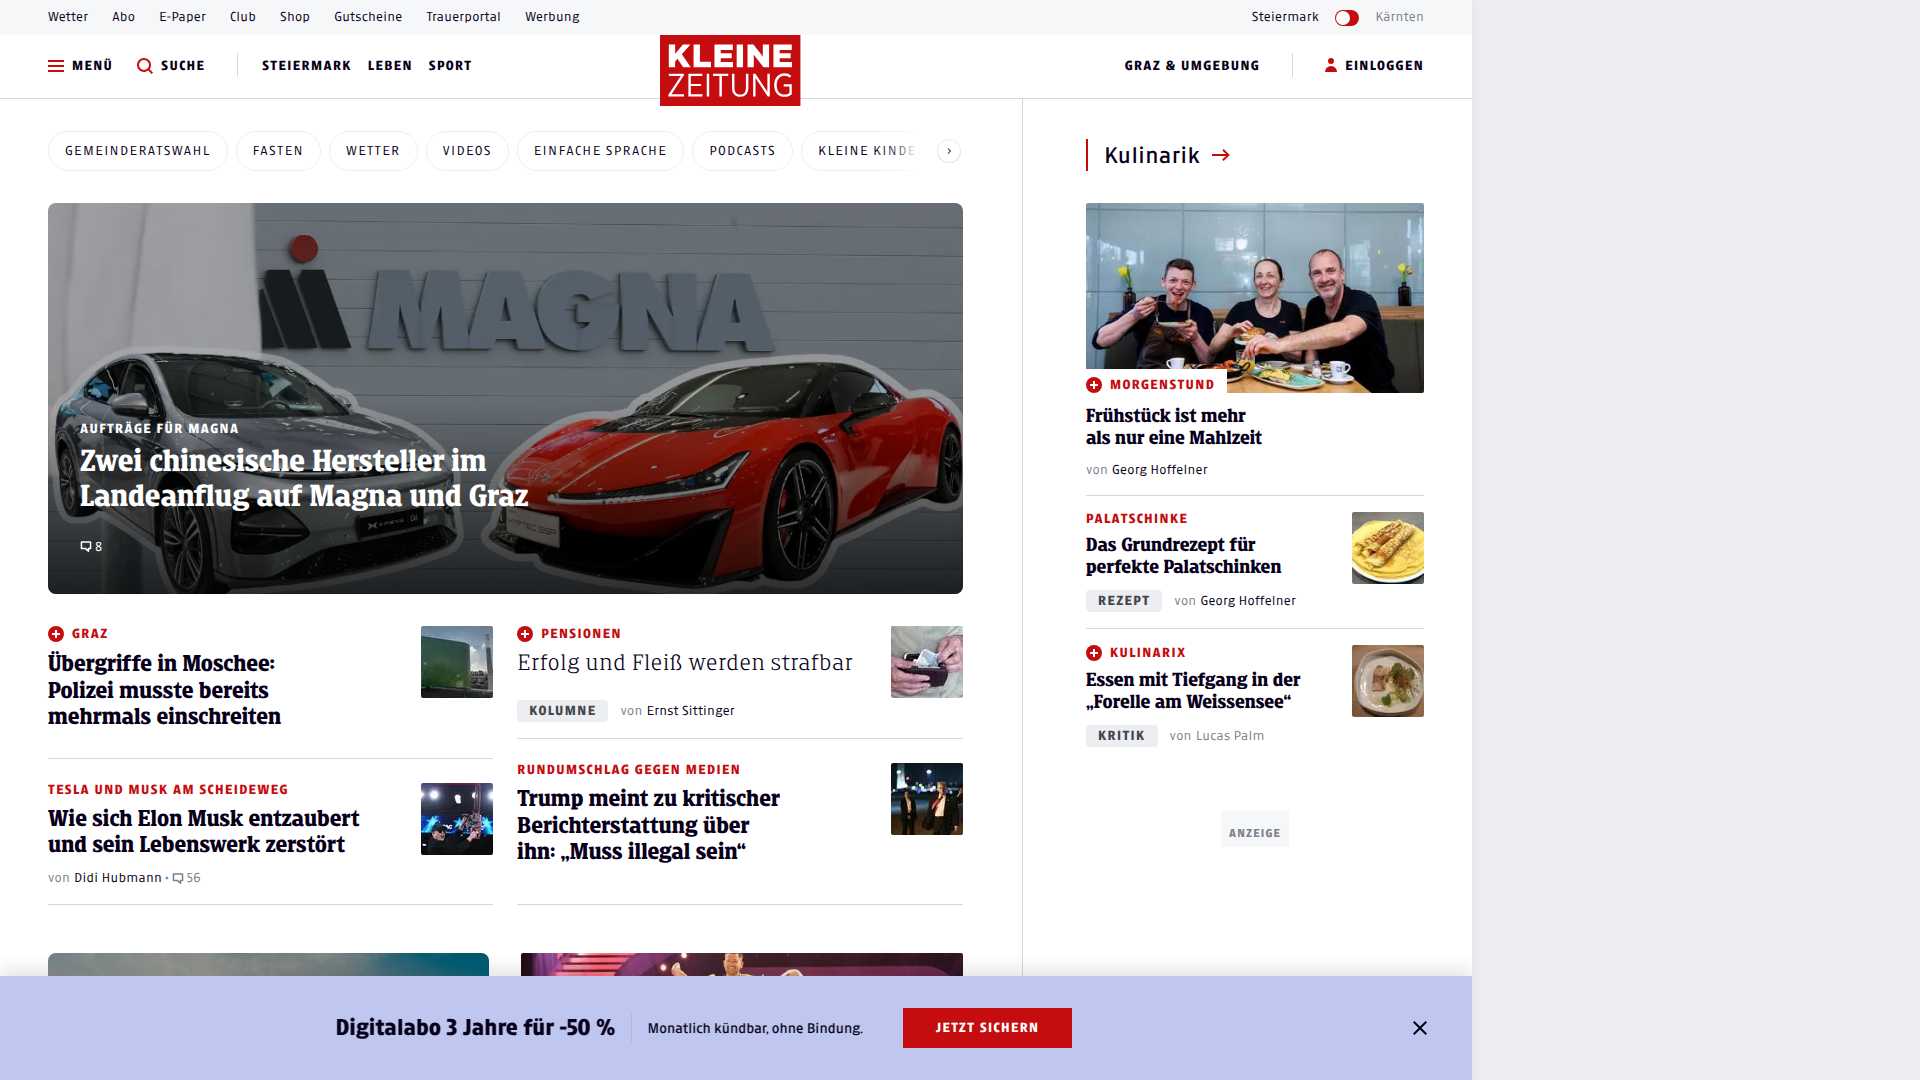 Wetter Abo E-Paper Club Shop Gutscheine Trauerportal Werbung Steiermark Kärnten
MENÜ SUCHE STEIERMARK LEBEN SPORT KLEINE ZEITUNG GRAZ & UMGEBUNG EINLOGGEN
GEMEINDERATSWAHL FASTEN WETTER VIDEOS EINFACHE SPRACHE PODCASTS KLEINE KINDE
MAGNA
AUFTRÄGE FÜR MAGNA
Zwei chinesische Hersteller im
Landeanflug auf Magna und Graz
8
GRAZ
Übergriffe in Moschee:
Polizei musste bereits
mehrmals einschreiten
TESLA UND MUSK AM SCHEIDEWEG
Wie sich Elon Musk entzaubert
und sein Lebenswerk zerstört
von Didi Hubmann • 56
PENSIONEN
Erfolg und Fleiß werden strafbar
KOLUMNE von Ernst Sittinger
RUNDUMSCHLAG GEGEN MEDIEN
Trump meint zu kritischer
Berichterstattung über
ihn: „Muss illegal sein“
Kulinarik
MORGENSTUND
Frühstück ist mehr
als nur eine Mahlzeit
von Georg Hoffelner
PALATSCHINKE
Das Grundrezept für
perfekte Palatschinken
REZEPT von Georg Hoffelner
KULINARIX
Essen mit Tiefgang in der
„Forelle am Weissensee“
KRITIK von Lucas Palm
ANZEIGE
Digitalabo 3 Jahre für -50 % Monatlich kündbar, ohne Bindung. JETZT SICHERN